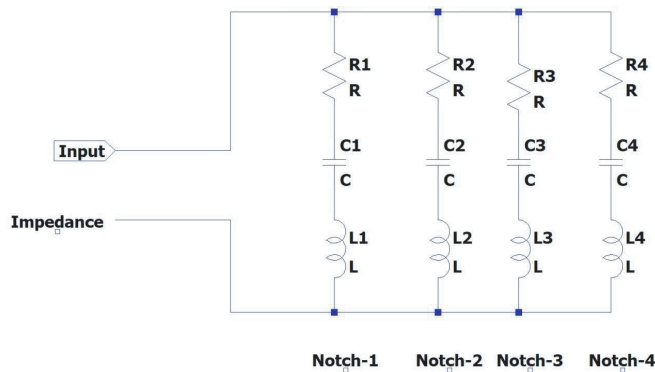 R1 R2 R3 R4
R R R R
Input
C1 C2 C3 C4
C C C C
Impedance
L1 L2 L3 L4
L L L L
Notch-1 Notch-2 Notch-3 Notch-4